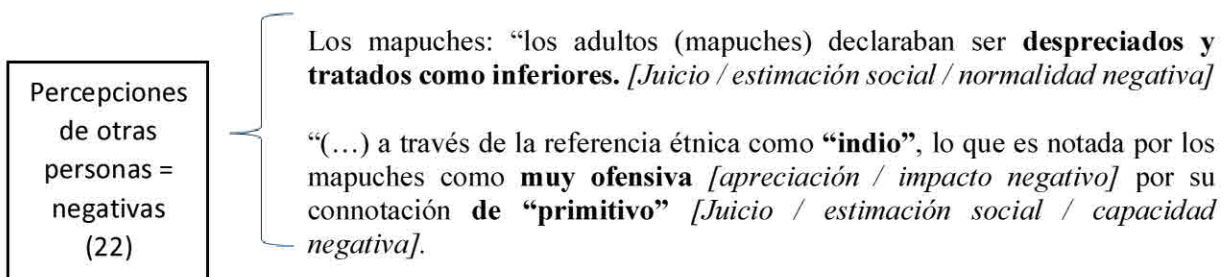 Percepciones
de otras
personas =
negativas
(22)
Los mapuches: “los adultos (mapuches) declaraban ser despreciados y
tratados como inferiores. [Juicio / estimación social / normalidad negativa]
“(…) a través de la referencia étnica como “indio”, lo que es notada por los
mapuches como muy ofensiva [apreciación / impacto negativo] por su
connotación de “primitivo” [Juicio / estimación social / capacidad
negativa].